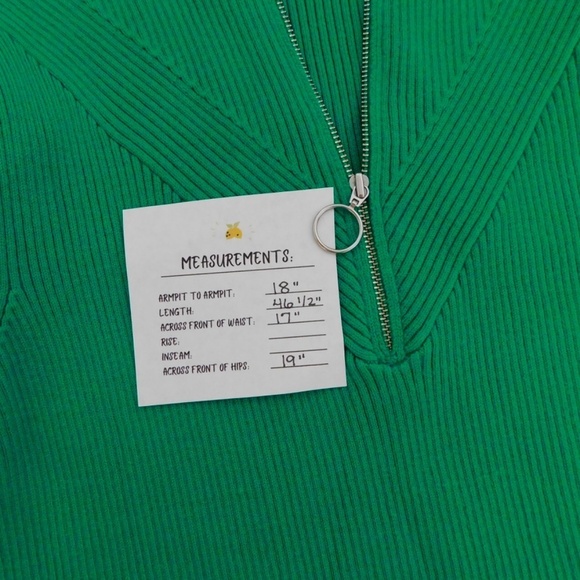 MEASUREMENTS:
ARMPIT TO ARMPIT: 18"
LENGTH: 46 1/2"
ACROSS FRONT OF WAIST: 17"
RISE:
INSEAM:
ACROSS FRONT OF HIPS: 19"